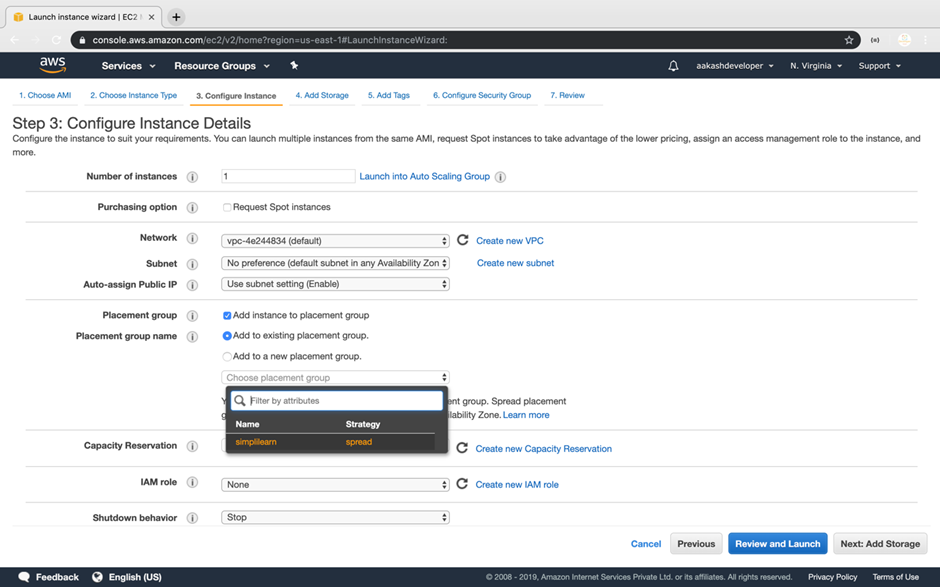 Launch instance wizard | EC2
console.aws.amazon.com/ec2/v2/home?region=us-east-1#LaunchInstanceWizard:
aws Services Resource Groups aakashdeveloper N. Virginia Support
1. Choose AMI 2. Choose Instance Type 3. Configure Instance 4. Add Storage 5. Add Tags 6. Configure Security Group 7. Review
Step 3: Configure Instance Details
Configure the instance to suit your requirements. You can launch multiple instances from the same AMI, request Spot instances to take advantage of the lower pricing, assign an access management role to the instance, and
more.
Number of instances 1 Launch into Auto Scaling Group
Purchasing option Request Spot instances
Network vpc-4e244834 (default) Create new VPC
Subnet No preference (default subnet in any Availability Zon Create new subnet
Auto-assign Public IP Use subnet setting (Enable)
Placement group Add instance to placement group
Placement group name Add to existing placement group.
Add to a new placement group.
Choose placement group
Filter by attributes ent group. Spread placement
ilability Zone. Learn more
Name Strategy
simplilearn spread
Capacity Reservation Create new Capacity Reservation
IAM role None Create new IAM role
Shutdown behavior Stop
Cancel Previous Review and Launch Next: Add Storage
Feedback English (US) © 2008 - 2019, Amazon Internet Services Private Ltd. or its affiliates. All rights reserved. Privacy Policy Terms of Use